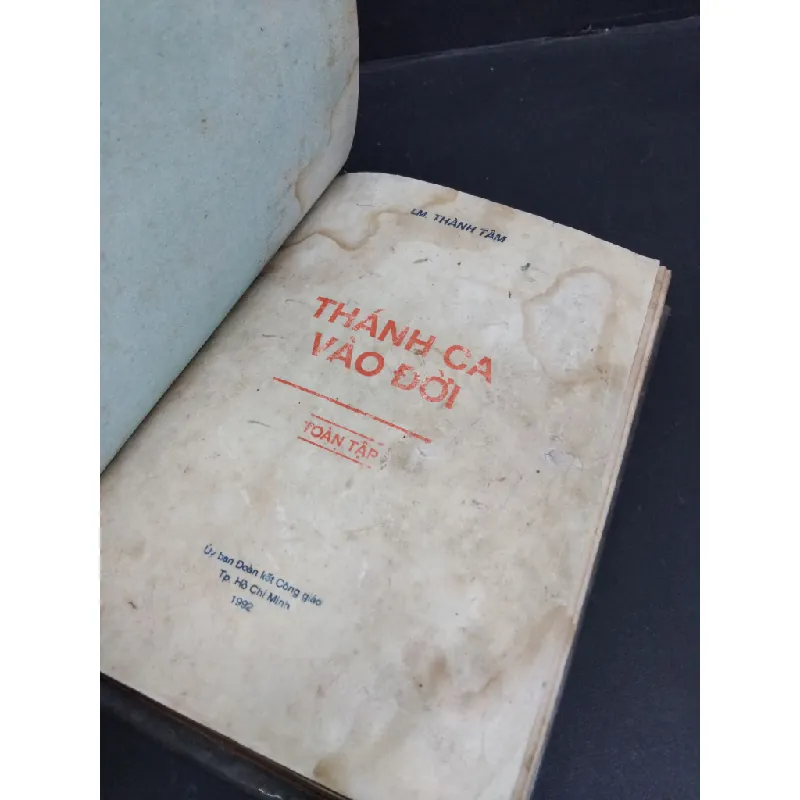 LM. THÀNH TÂM
THÁNH CA
VÀO ĐỜI
TOÀN TẬP
Ủy ban Đoàn kết Công giáo
Tp. Hồ Chí Minh
1992